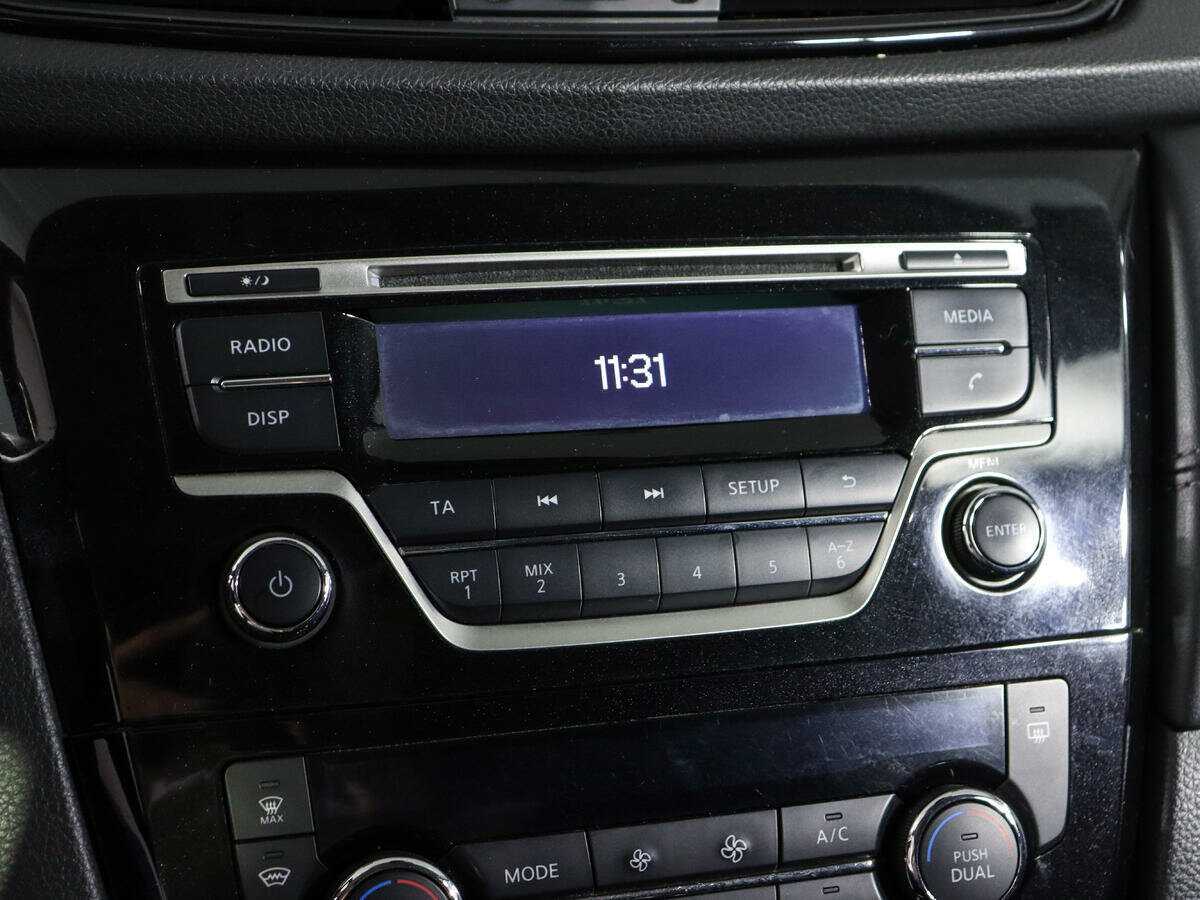 RADIO
MEDIA
11:31
DISP
MENU
TA
SETUP
ENTER
RPT
1
MIX
2
3
4
5
A–Z
6
MAX
MODE
A/C
PUSH
DUAL